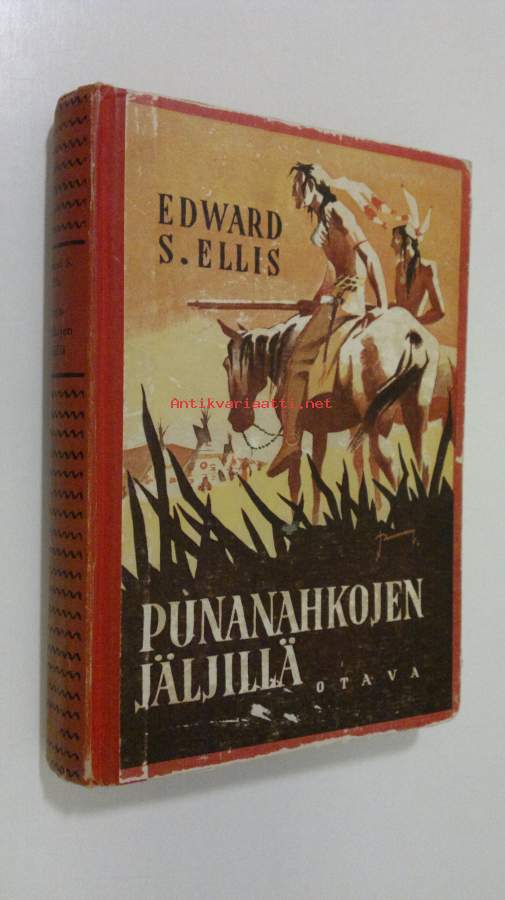 EDWARD
S. ELLIS
Antikvariaatti.net
PUNANAHKOJEN
JÄLJILLÄ
OTAVA